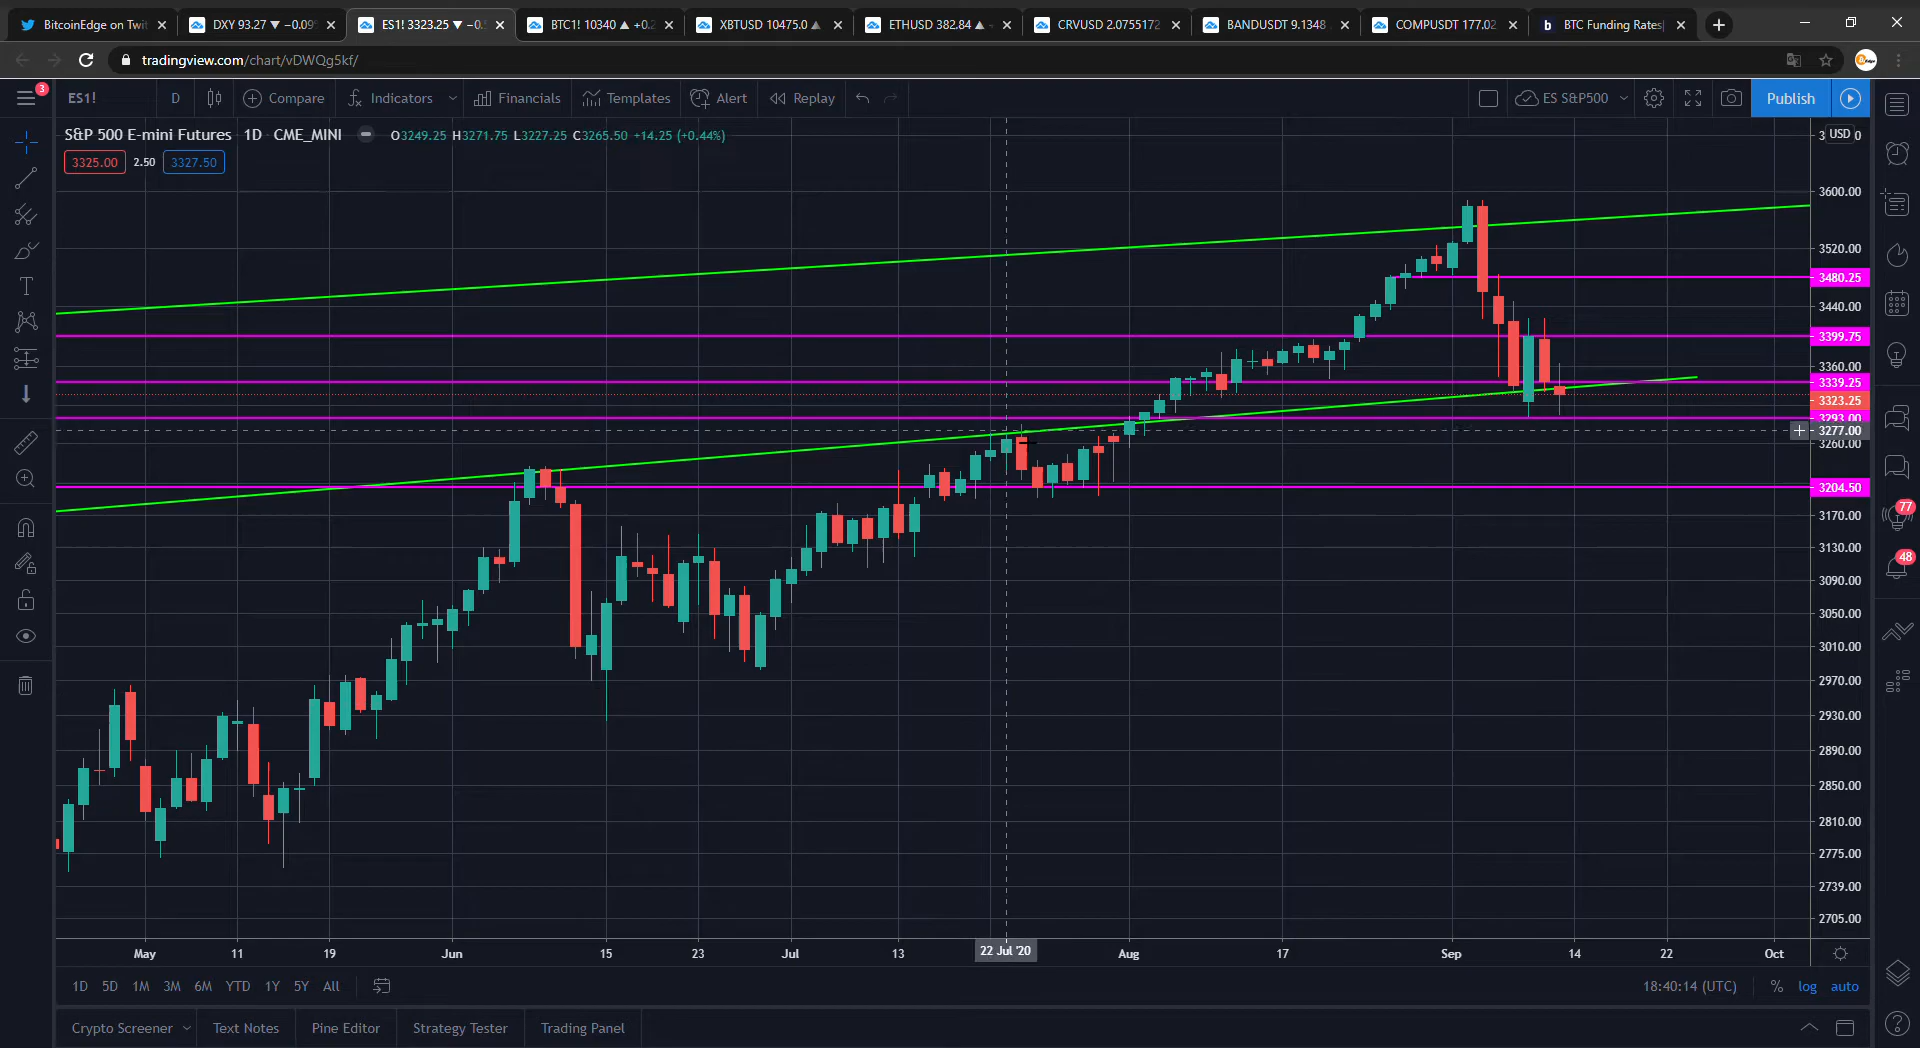 BitcoinEdge on Twit
DXY 93.27 ▼ −0.09
ES1! 3323.25 ▼ −0.
BTC1! 10340 ▲ +0.2
XBTUSD 10475.0 ▲
ETHUSD 382.84 ▲
CRVUSD 2.0755172
BANDUSDT 9.1348
COMPUSDT 177.02
b BTC Funding Rates|
tradingview.com/chart/vDWQg5kf/
3
ES1!
D
Compare
Indicators
Financials
Templates
Alert
Replay
ES S&P500
Publish
S&P 500 E-mini Futures 1D CME_MINI
O3249.25 H3271.75 L3227.25 C3265.50 +14.25 (+0.44%)
3325.00 2.50 3327.50
USD
3600.00
3520.00
3480.25
3440.00
3399.75
3360.00
3339.25
3323.25
3293.00
3277.00
3260.00
3204.50
3170.00
3130.00
3090.00
3050.00
3010.00
2970.00
2930.00
2890.00
2850.00
2810.00
2775.00
2739.00
2705.00
77
48
May 11 19 Jun 15 23 Jul 13 22 Jul '20 Aug 17 Sep 14 22 Oct
1D 5D 1M 3M 6M YTD 1Y 5Y All
18:40:14 (UTC) % log auto
Crypto Screener
Text Notes
Pine Editor
Strategy Tester
Trading Panel